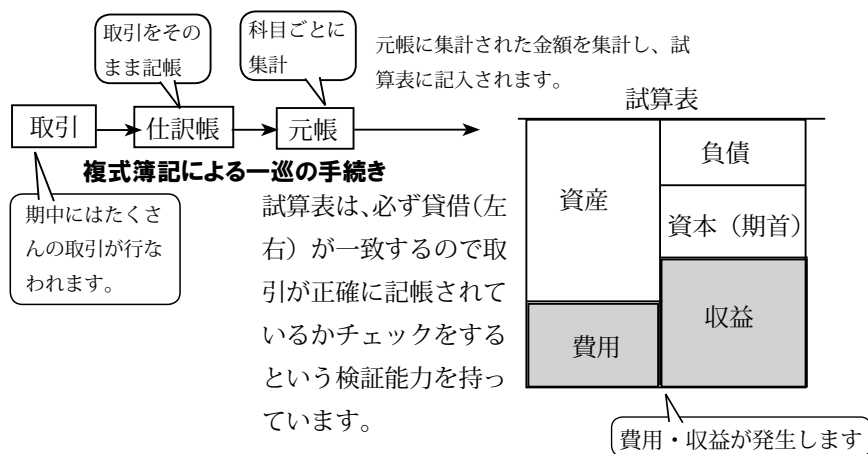 取引をその
まま記帳
科目ごとに
集計
元帳に集計された金額を集計し、試
算表に記入されます。
試算表
取引
仕訳帳
元帳
複式簿記による一巡の手続き
期中にはたくさ
んの取引が行な
われます。
試算表は、必ず貸借(左
右）が一致するので取
引が正確に記帳されて
いるかチェックをする
という検証能力を持っ
ています。
資産
負債
資本（期首）
費用
収益
費用・収益が発生します